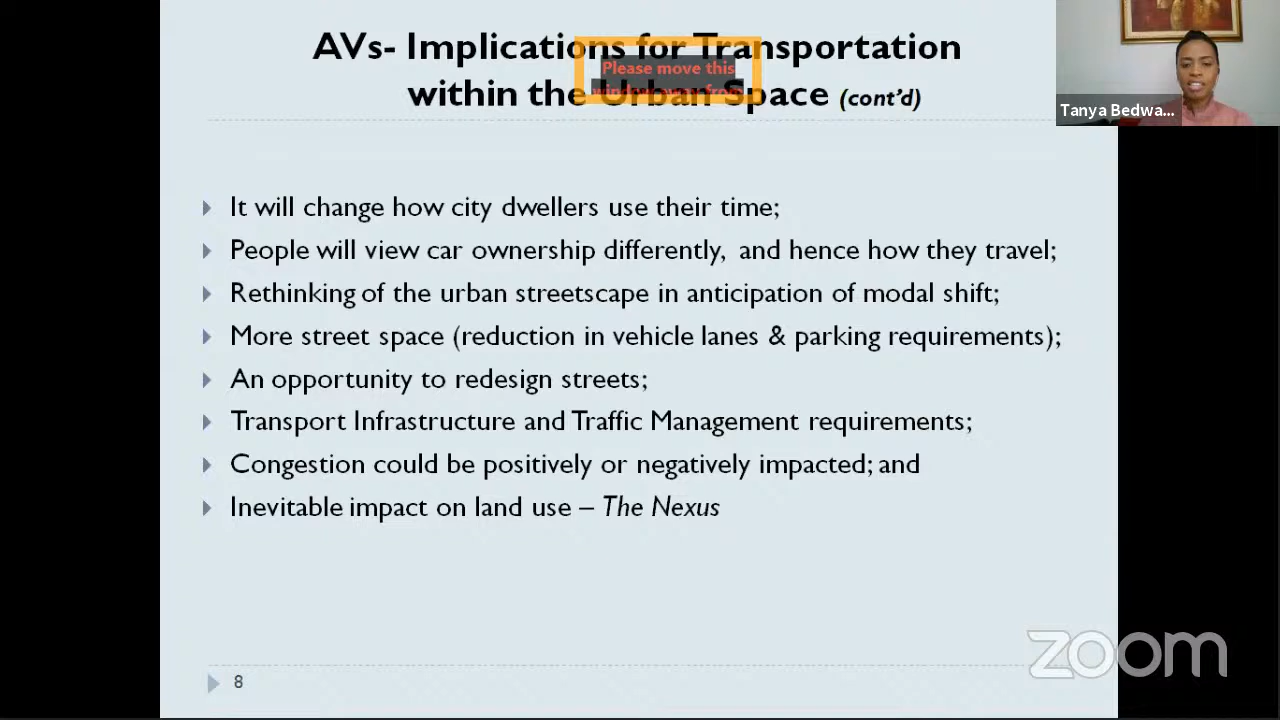 AVs- Implications for Transportation
within the Urban Space (cont'd)
Please move this
window away from
Tanya Bedwa...
It will change how city dwellers use their time;
People will view car ownership differently, and hence how they travel;
Rethinking of the urban streetscape in anticipation of modal shift;
More street space (reduction in vehicle lanes & parking requirements);
An opportunity to redesign streets;
Transport Infrastructure and Traffic Management requirements;
Congestion could be positively or negatively impacted; and
Inevitable impact on land use – The Nexus
8
zoom